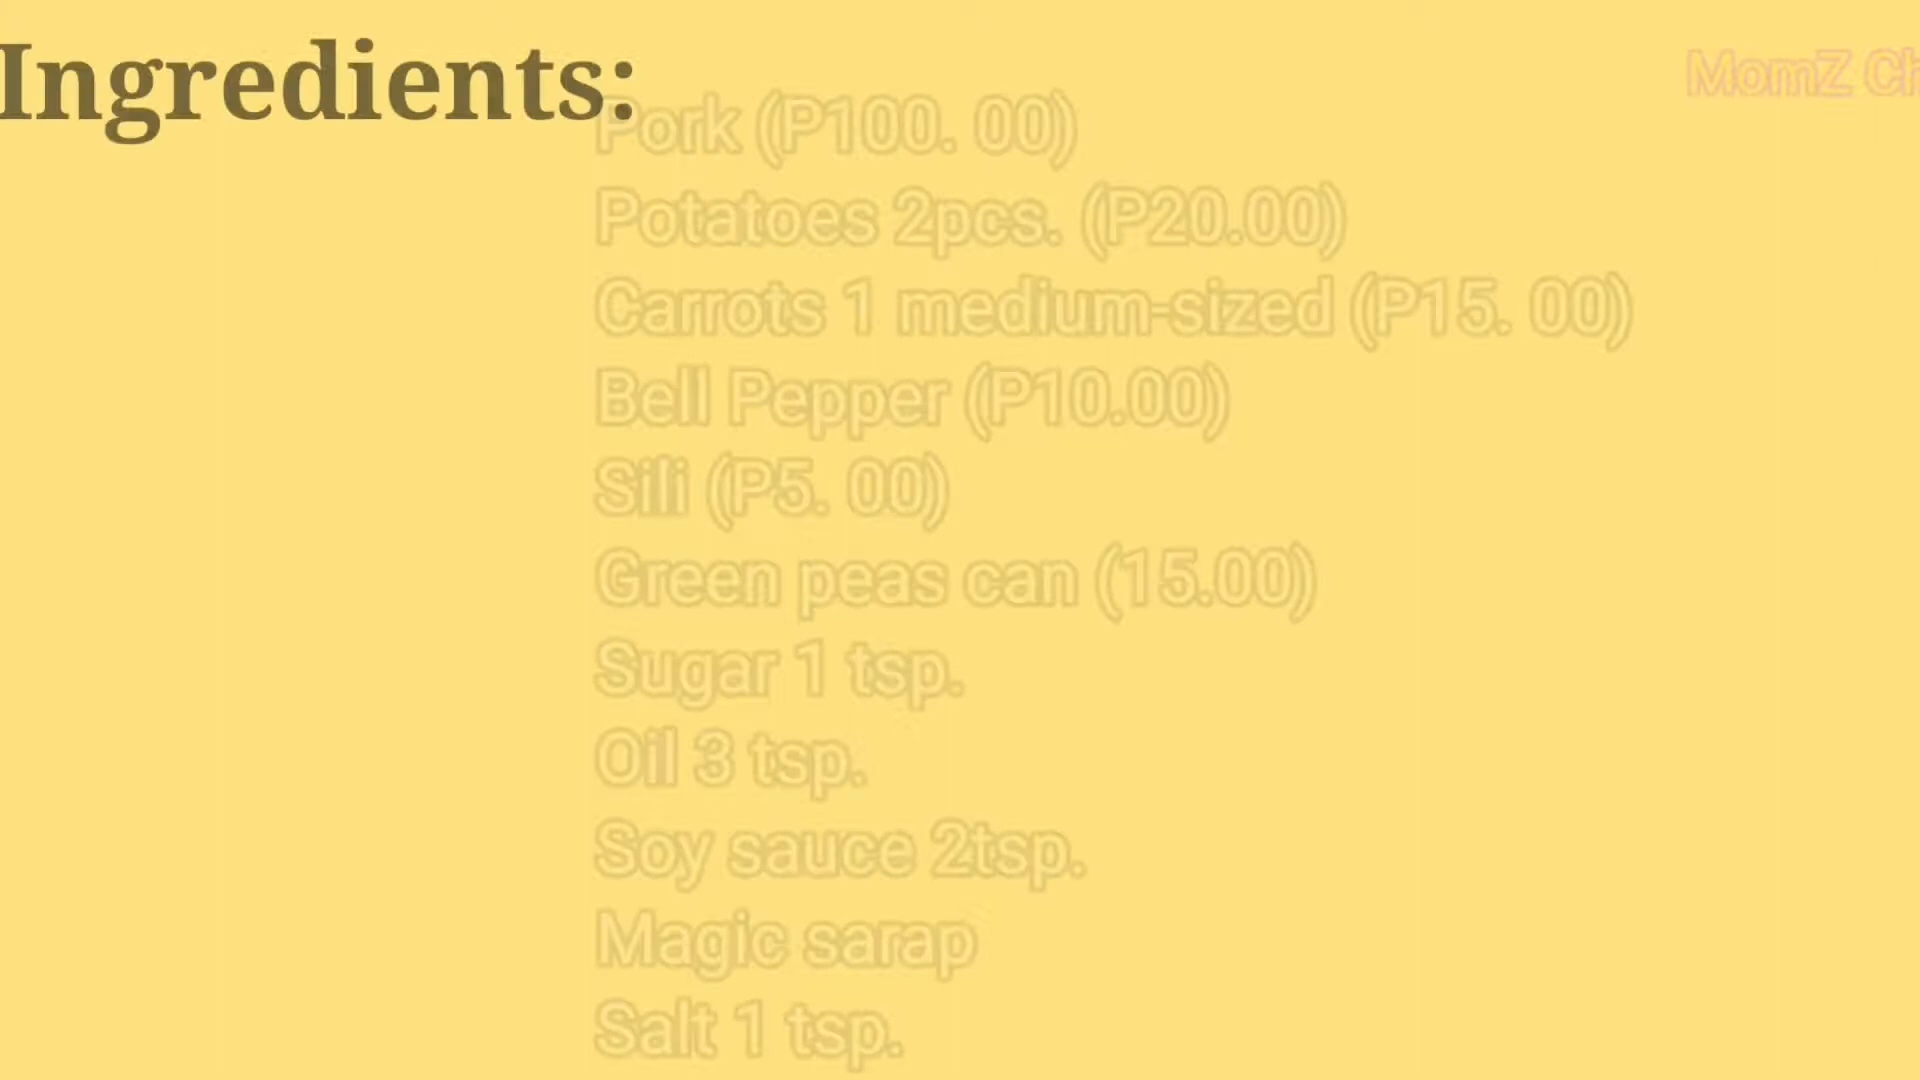 Ingredients:
MomZ Ch
Pork (P100. 00)
Potatoes 2pcs. (P20.00)
Carrots 1 medium-sized (P15. 00)
Bell Pepper (P10.00)
Sili (P5. 00)
Green peas can (15.00)
Sugar 1 tsp.
Oil 3 tsp.
Soy sauce 2tsp.
Magic sarap
Salt 1 tsp.